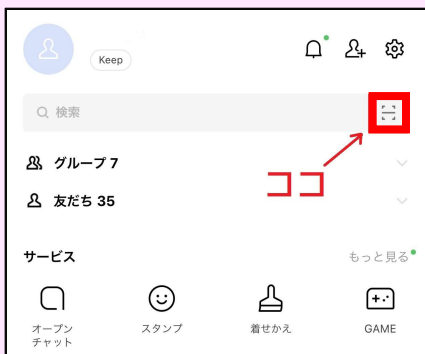 Keep
検索
グループ 7
ココ
友だち 35
サービス
もっと見る
オープン
チャット
スタンプ
着せかえ
GAME